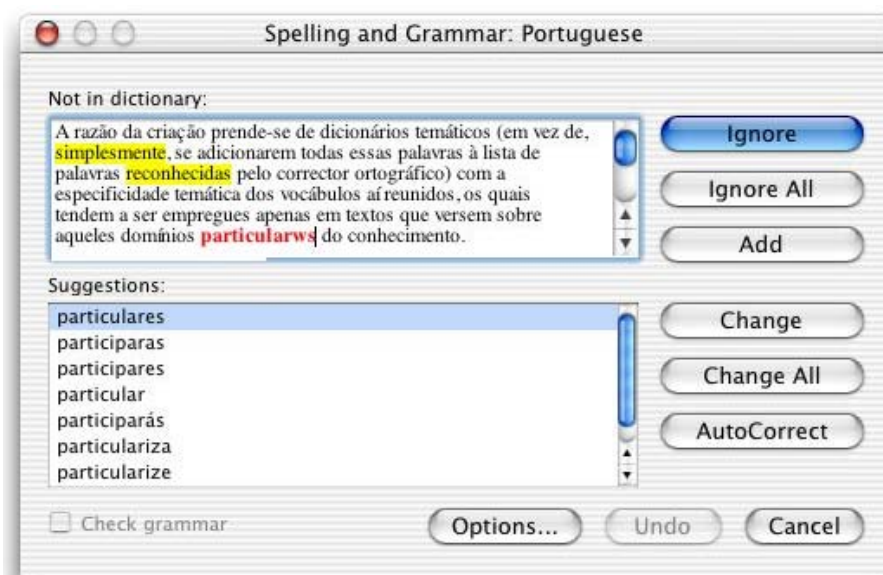 Spelling and Grammar: Portuguese
Not in dictionary:
A razão da criação prende-se de dicionários temáticos (em vez de,
simplesmente, se adicionarem todas essas palavras à lista de
palavras reconhecidas pelo corrector ortográfico) com a
especificidade temática dos vocábulos aí reunidos, os quais
tendem a ser empregues apenas em textos que versem sobre
aqueles domínios particularws do conhecimento.
Ignore
Ignore All
Add
Suggestions:
particulares
participaras
participares
particular
participarás
particulariza
particularize
Change
Change All
AutoCorrect
Check grammar
Options...
Undo
Cancel